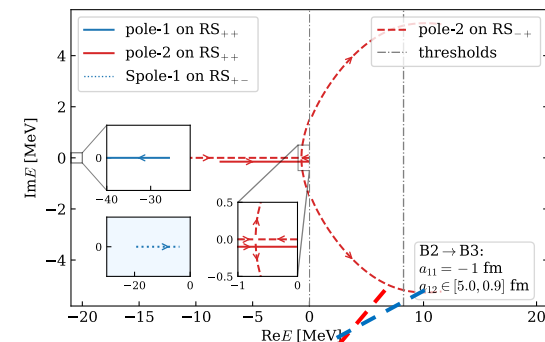 pole-1 on RS₊₊
pole-2 on RS₊₊
Spole-1 on RS₊₋
pole-2 on RS₋₊
thresholds
ImE [MeV]
4
2
0
−2
−4
0
−40
−30
0
−20
0
0.5
0.0
−0.5
−1
0
B2 → B3:
a₁₁ = − 1 fm
a₁₂ ∈ [5.0, 0.9] fm
−20
−15
−10
−5
0
5
10
15
20
ReE [MeV]